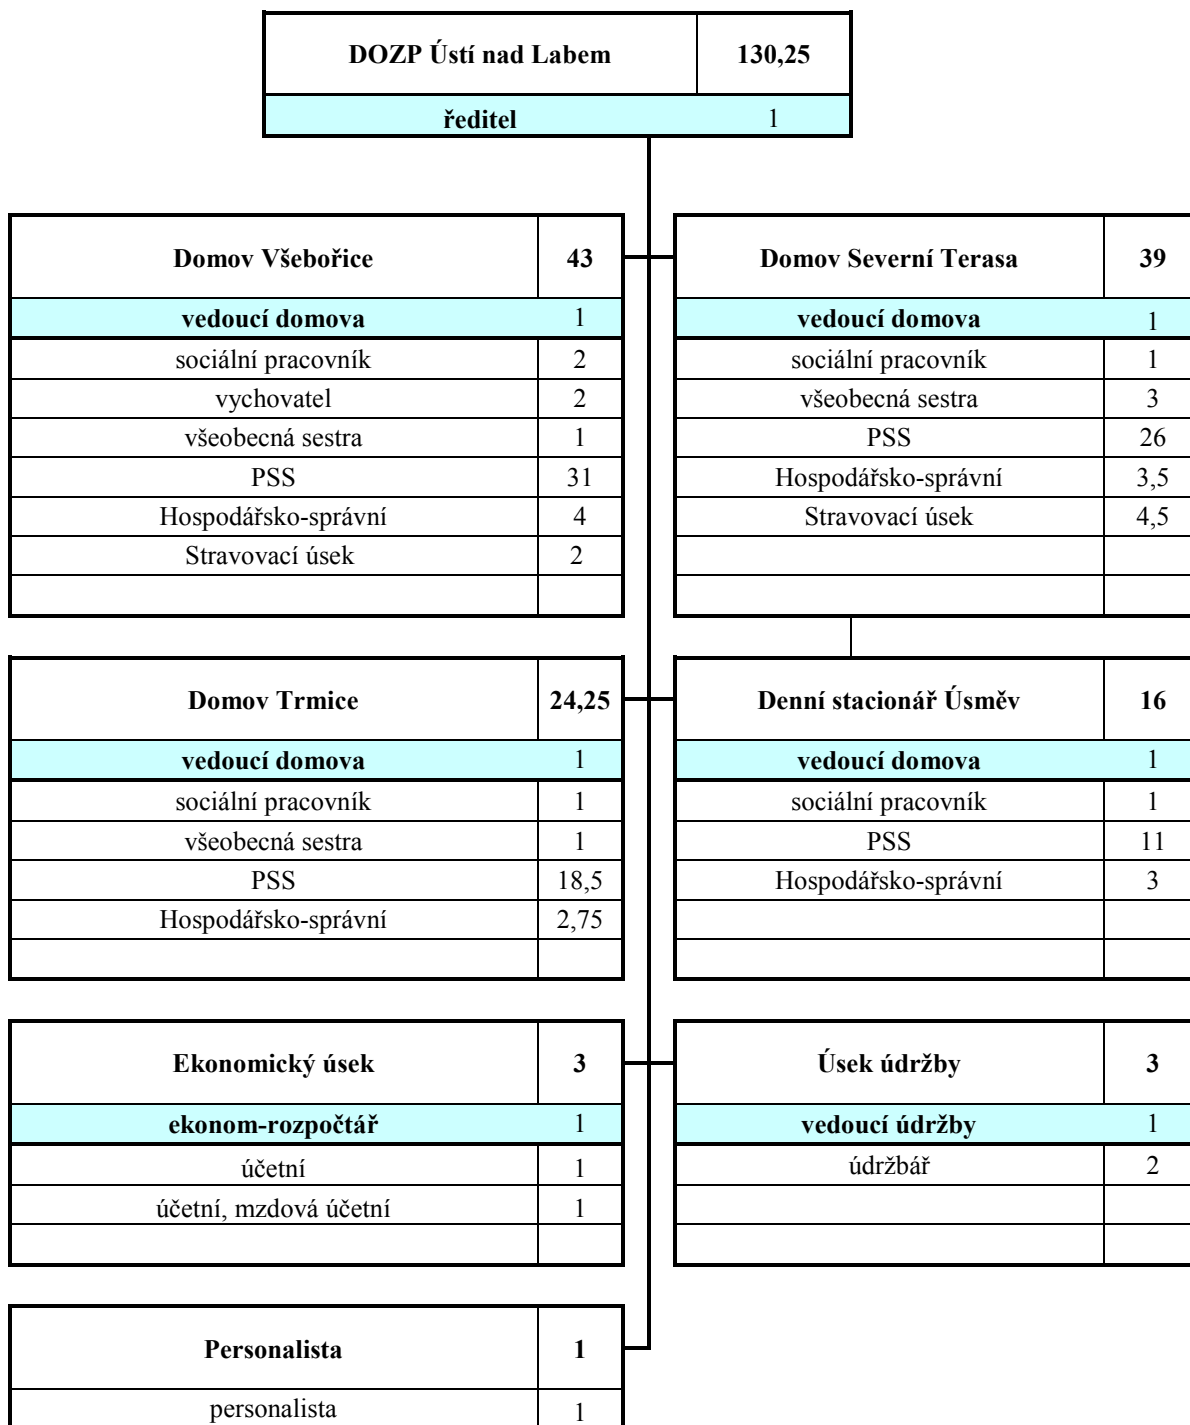 DOZP Ústí nad Labem 130,25
ředitel 1
Domov Všebořice 43
vedoucí domova 1
sociální pracovník 2
vychovatel 2
všeobecná sestra 1
PSS 31
Hospodářsko-správní 4
Stravovací úsek 2
Domov Severní Terasa 39
vedoucí domova 1
sociální pracovník 1
všeobecná sestra 3
PSS 26
Hospodářsko-správní 3,5
Stravovací úsek 4,5
Domov Trmice 24,25
vedoucí domova 1
sociální pracovník 1
všeobecná sestra 1
PSS 18,5
Hospodářsko-správní 2,75
Denní stacionář Úsměv 16
vedoucí domova 1
sociální pracovník 1
PSS 11
Hospodářsko-správní 3
Ekonomický úsek 3
ekonom-rozpočtář 1
účetní 1
účetní, mzdová účetní 1
Úsek údržby 3
vedoucí údržby 1
údržbář 2
Personalista 1
personalista 1